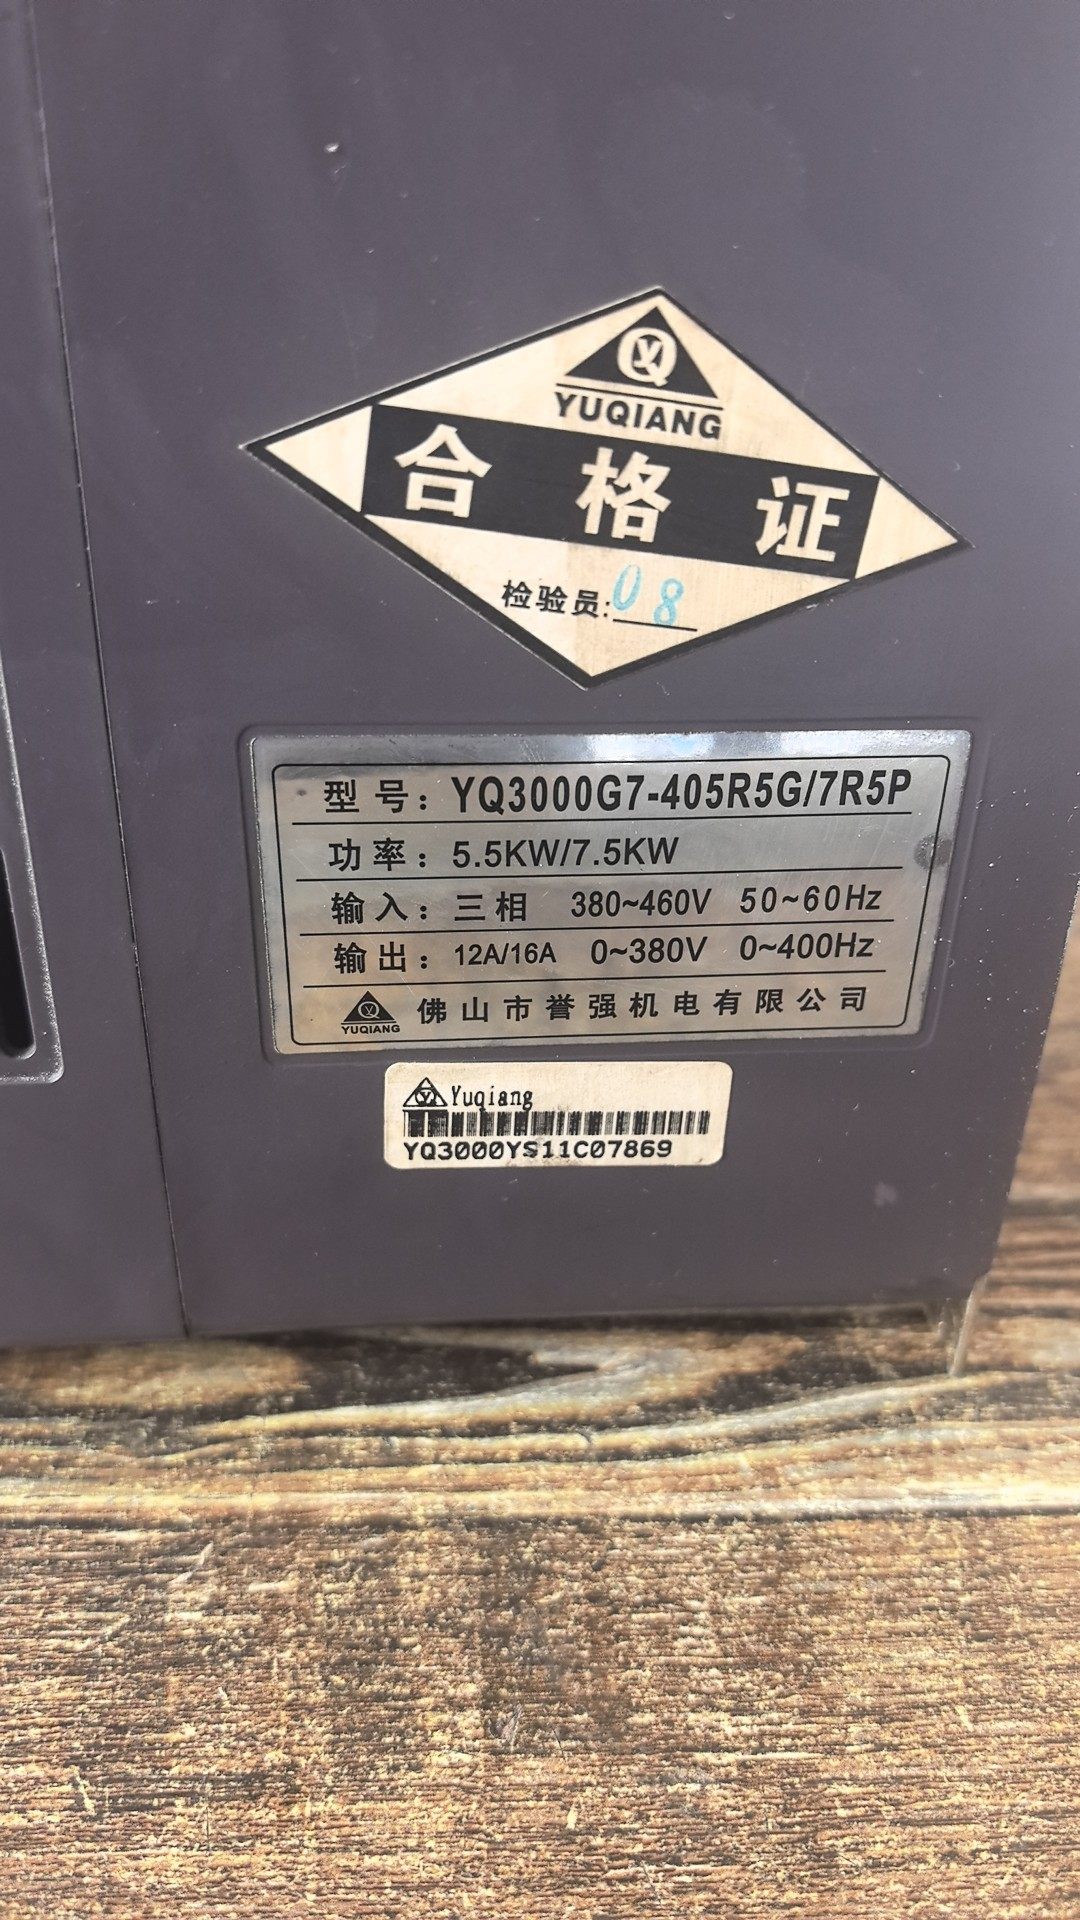 YUQIANG
合格证
检验员:08
型号：YQ3000G7-405R5G/7R5P
功率：5.5KW/7.5KW
输入：三相 380~460V 50~60Hz
输出：12A/16A 0~380V 0~400Hz
YUQIANG 佛山市誉强机电有限公司
Yuqiang
YQ3000YS11C07869